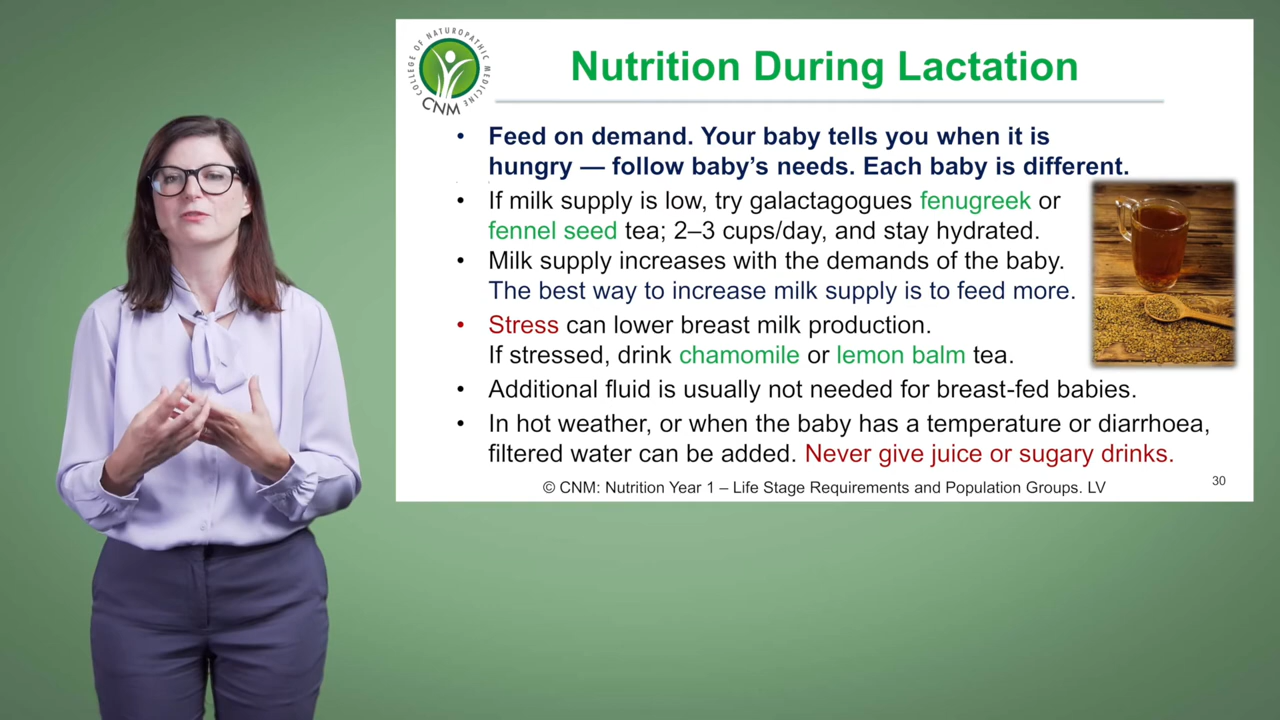 COLLEGE OF NATUROPATHIC MEDICINE
CNM
Nutrition During Lactation
• Feed on demand. Your baby tells you when it is
hungry — follow baby’s needs. Each baby is different.
• If milk supply is low, try galactagogues fenugreek or
fennel seed tea; 2–3 cups/day, and stay hydrated.
• Milk supply increases with the demands of the baby.
The best way to increase milk supply is to feed more.
• Stress can lower breast milk production.
If stressed, drink chamomile or lemon balm tea.
• Additional fluid is usually not needed for breast-fed babies.
• In hot weather, or when the baby has a temperature or diarrhoea,
filtered water can be added. Never give juice or sugary drinks.
© CNM: Nutrition Year 1 – Life Stage Requirements and Population Groups. LV
30